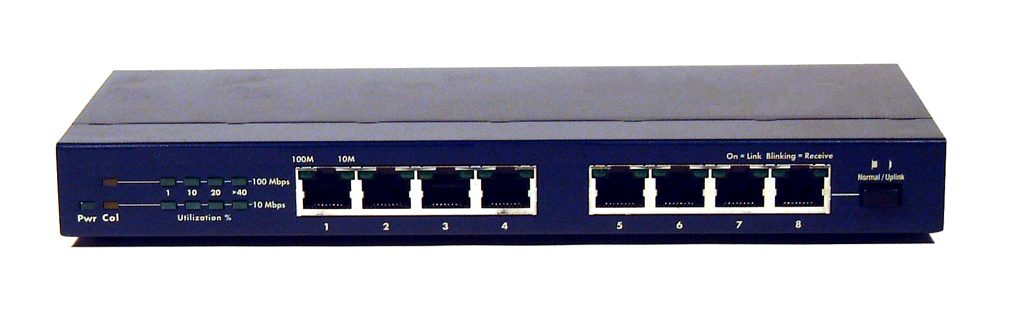 100M 10M
On = Link Blinking = Receive
Normal/Uplink
100 Mbps
1 10 20 >40
10 Mbps
Pwr Col Utilization %
1 2 3 4 5 6 7 8